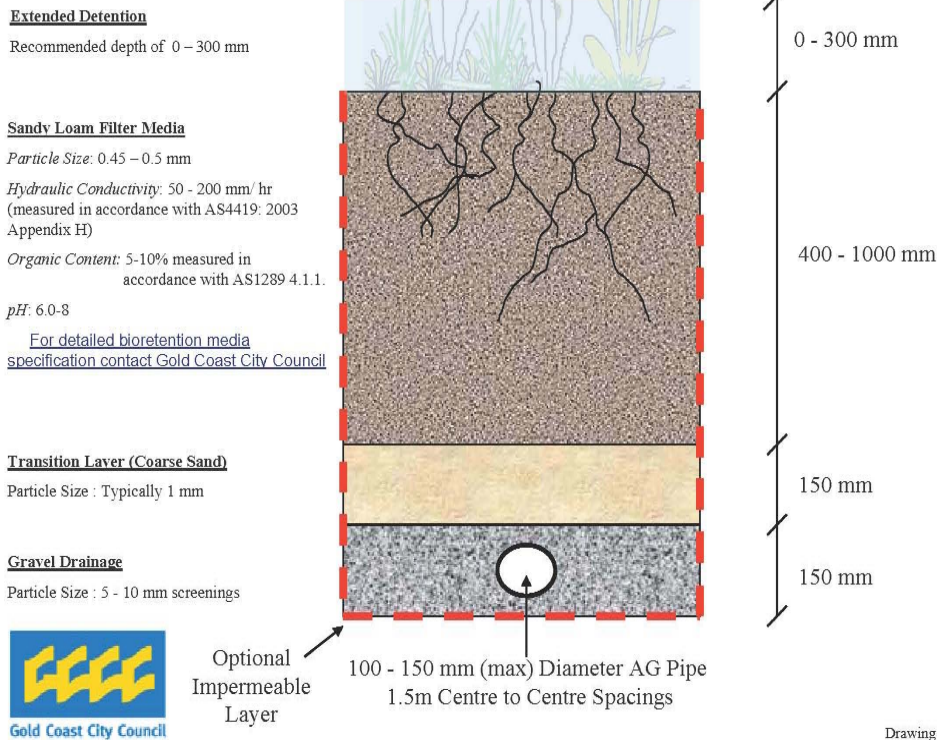 Extended Detention
Recommended depth of 0 – 300 mm
0 - 300 mm
Sandy Loam Filter Media
Particle Size: 0.45 – 0.5 mm
Hydraulic Conductivity: 50 - 200 mm/ hr
(measured in accordance with AS4419: 2003
Appendix H)
Organic Content: 5-10% measured in
accordance with AS1289 4.1.1.
pH: 6.0-8
For detailed bioretention media
specification contact Gold Coast City Council
400 - 1000 mm
Transition Layer (Coarse Sand)
Particle Size : Typically 1 mm
150 mm
Gravel Drainage
Particle Size : 5 - 10 mm screenings
150 mm
Gold Coast City Council
Optional
Impermeable
Layer
100 - 150 mm (max) Diameter AG Pipe
1.5m Centre to Centre Spacings
Drawing